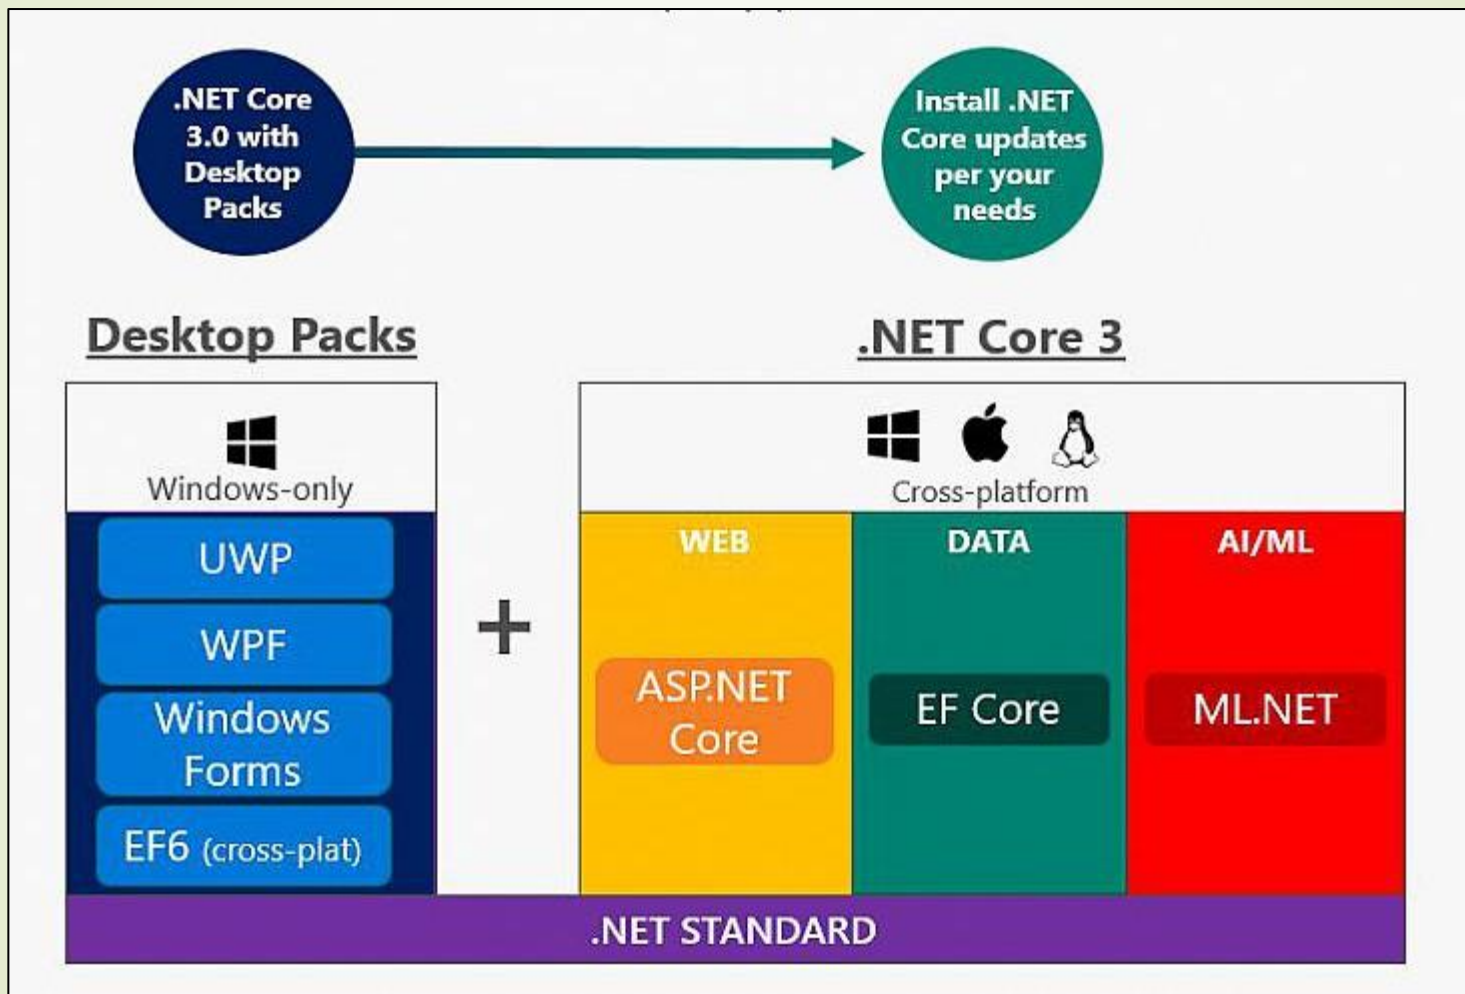 .NET Core
3.0 with
Desktop
Packs
Install .NET
Core updates
per your
needs
Desktop Packs
.NET Core 3
Windows-only
Cross-platform
UWP
WPF
Windows
Forms
EF6 (cross-plat)
+
WEB
ASP.NET
Core
DATA
EF Core
AI/ML
ML.NET
.NET STANDARD